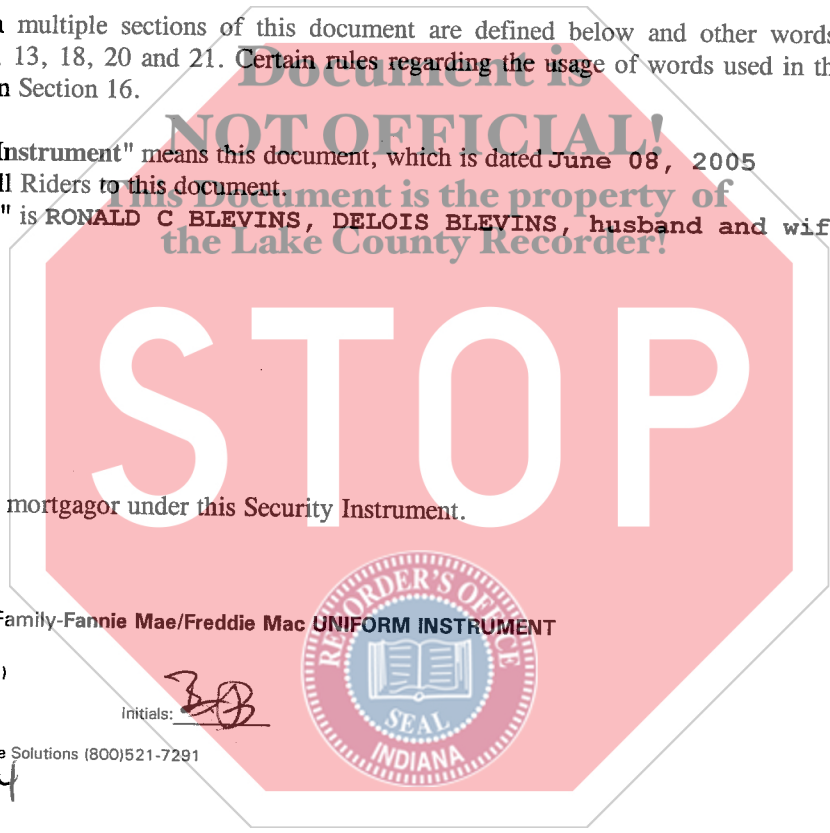 multiple sections of this document are defined below and other words
13, 18, 20 and 21. Certain rules regarding the usage of words used in th
n Section 16.
Document is
NOT OFFICIAL!
This Document is the property of
the Lake County Recorder!
Instrument" means this document, which is dated June 08, 2005
ll Riders to this document.
" is RONALD C BLEVINS, DELOIS BLEVINS, husband and wif
STOP
mortgagor under this Security Instrument.
Family-Fannie Mae/Freddie Mac UNIFORM INSTRUMENT
)
Initials:
e Solutions (800)521-7291
RECORDER'S OFFICE
SEAL
INDIANA